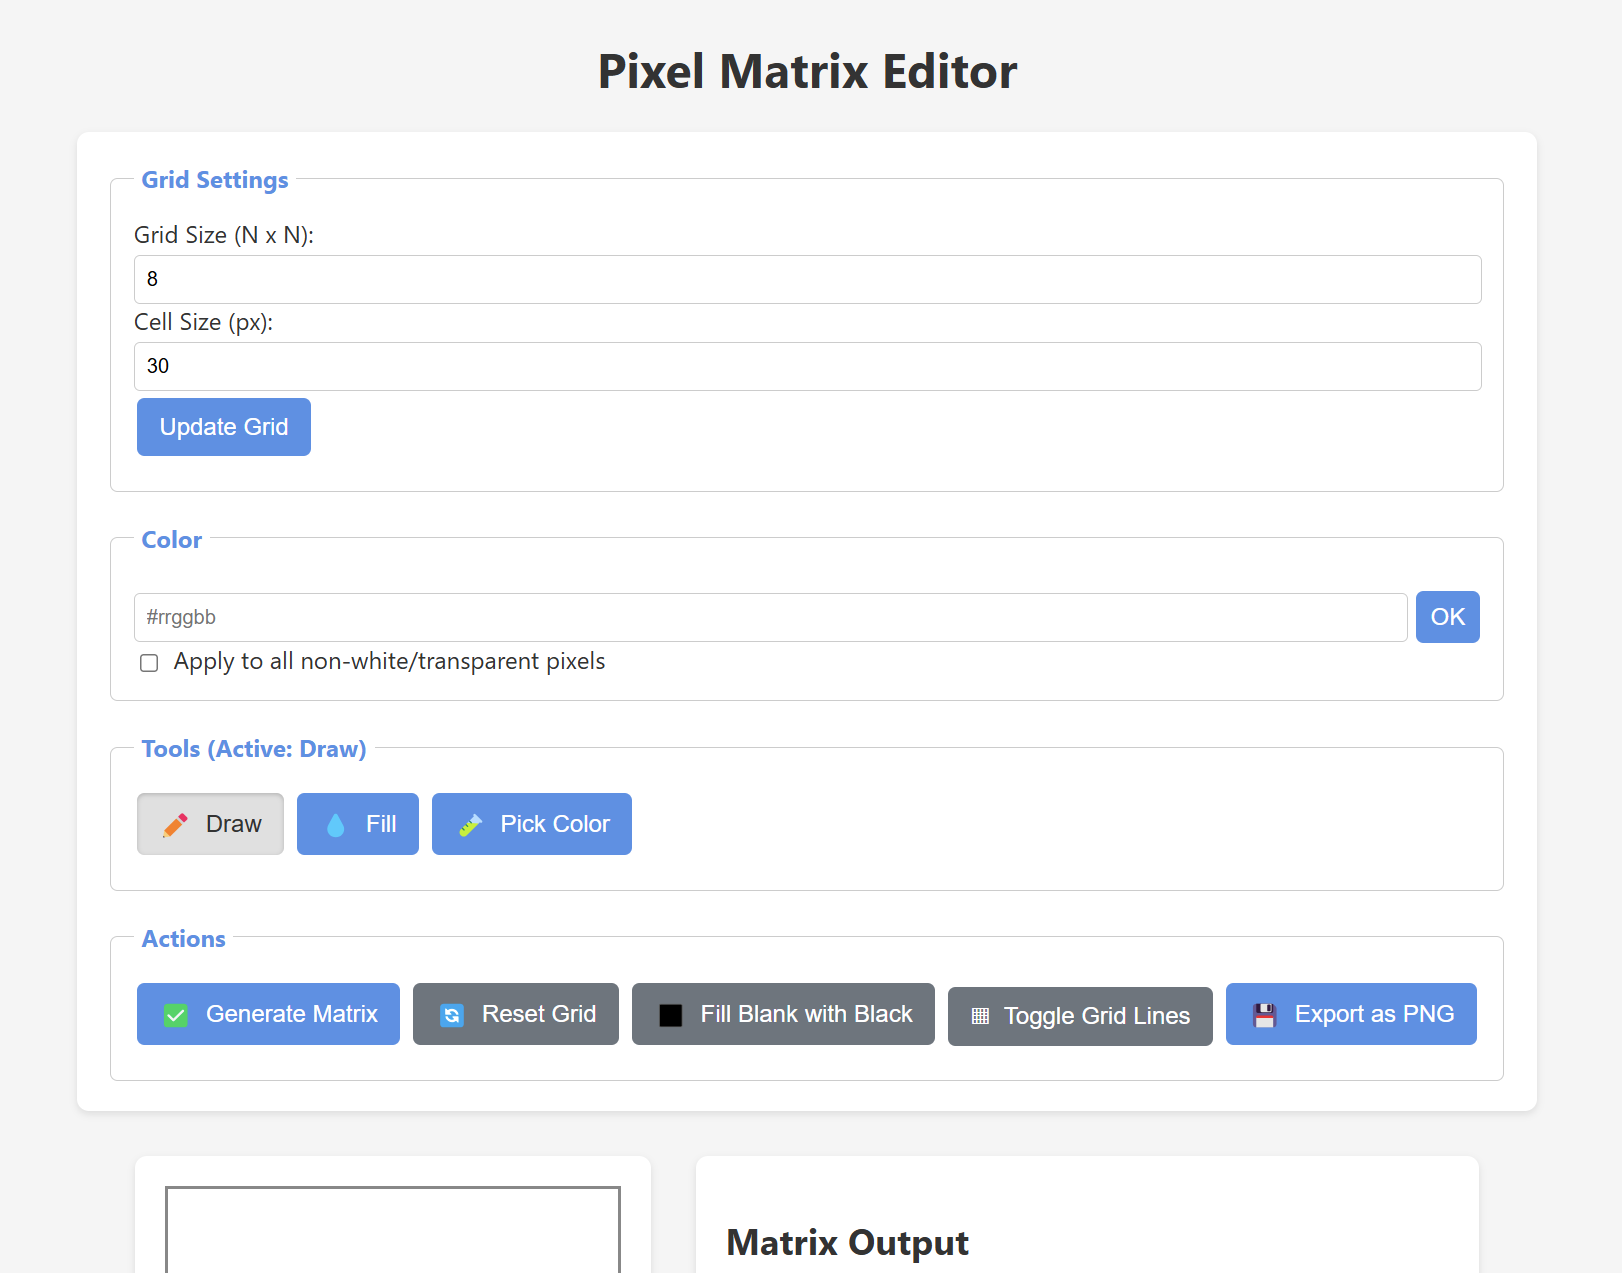 Pixel Matrix Editor
Grid Settings
Grid Size (N x N):
8
Cell Size (px):
30
Update Grid
Color
#rrggbb
OK
Apply to all non-white/transparent pixels
Tools (Active: Draw)
Draw
Fill
Pick Color
Actions
Generate Matrix
Reset Grid
Fill Blank with Black
Toggle Grid Lines
Export as PNG
Matrix Output